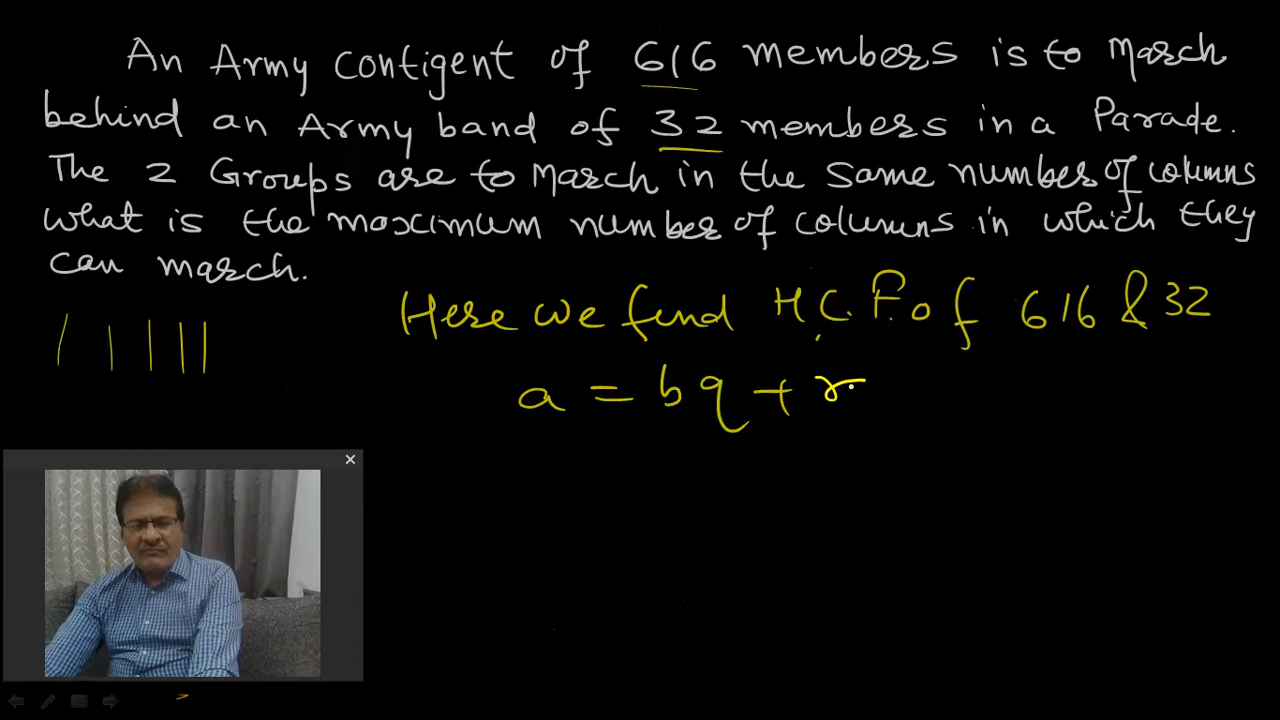 An Army contigent of 616 members is to March
behind an Army band of 32 members in a Parade.
The 2 Groups are to March in the same number of columns
what is the maximum number of columns in which they
can march.
Here we find H.C.F. of 616 & 32
a = bq + r